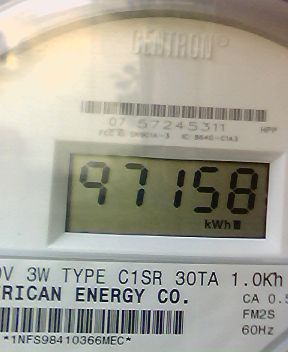 CENTRON®
07 57245311 HPP
97158
kWh
V 3W TYPE C1SR 30TA 1.0Kh
RICAN ENERGY CO. CA 0.5
FM2S
*1NFS98410366MEC* 60Hz